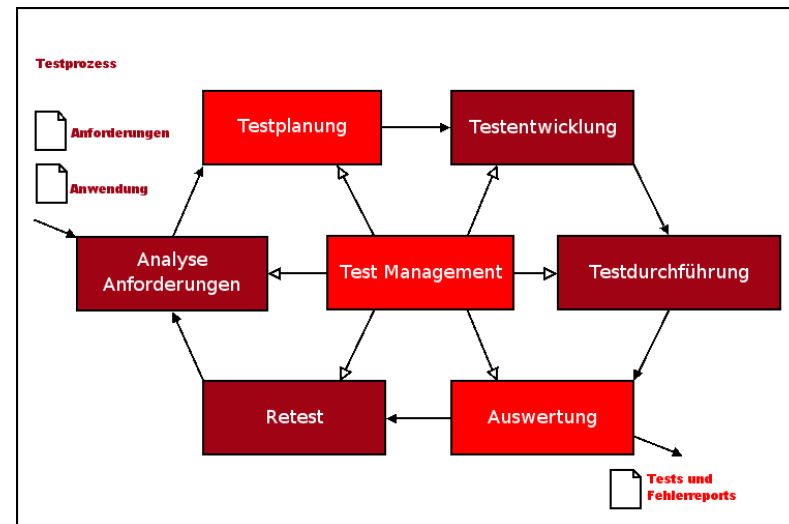 Testprozess
Anforderungen
Anwendung
Testplanung
Testentwicklung
Analyse
Anforderungen
Test Management
Testdurchführung
Retest
Auswertung
Tests und
Fehlerreports